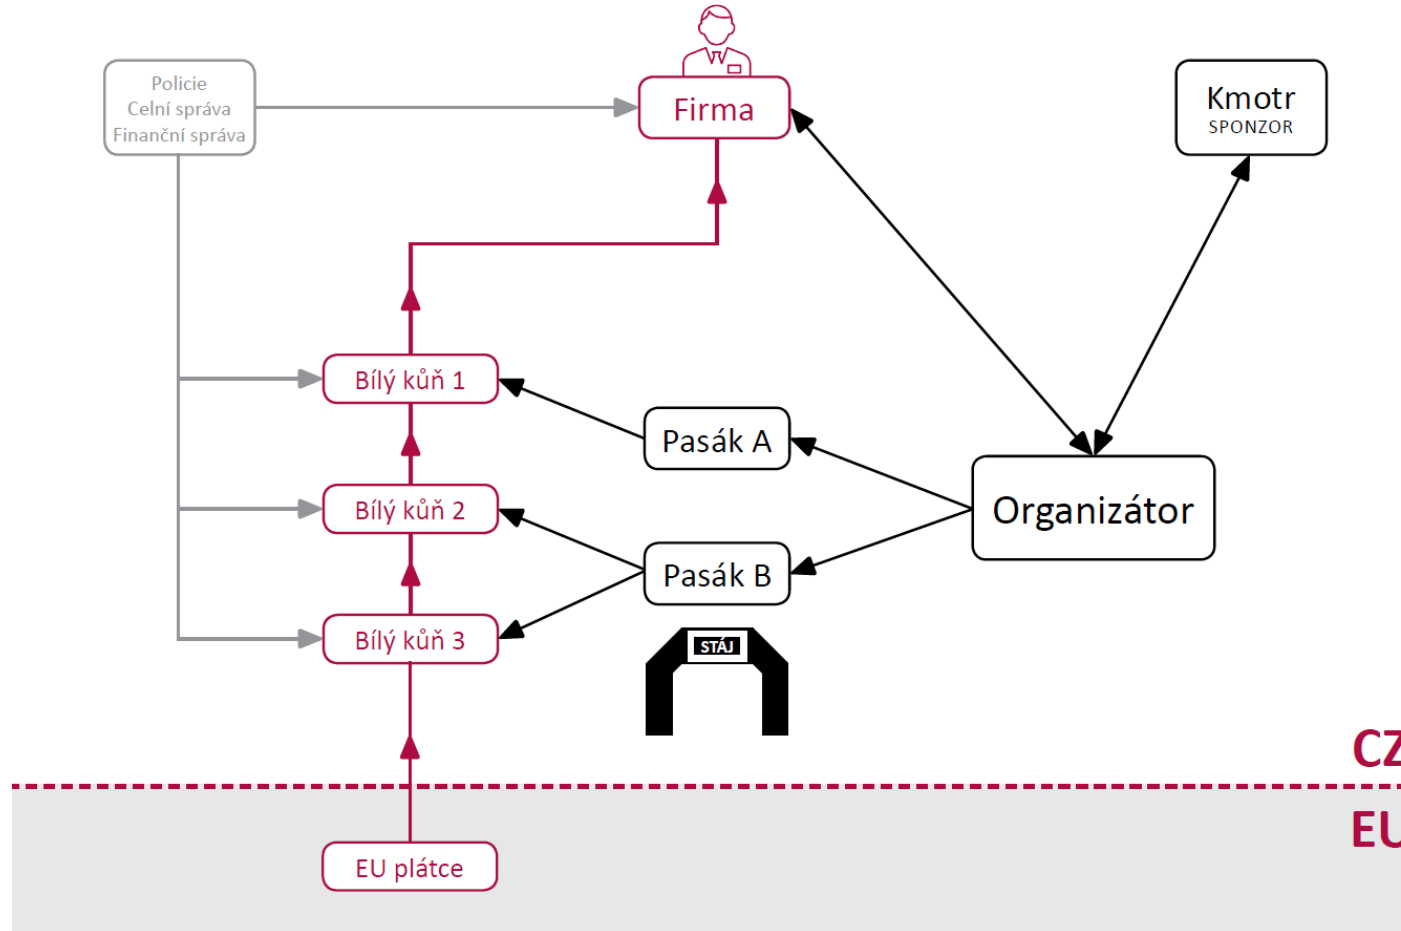 Policie
Celní správa
Finanční správa
Firma
Kmotr
SPONZOR
Bílý kůň 1
Pasák A
Bílý kůň 2
Organizátor
Pasák B
Bílý kůň 3
STÁJ
CZ
EU
EU plátce